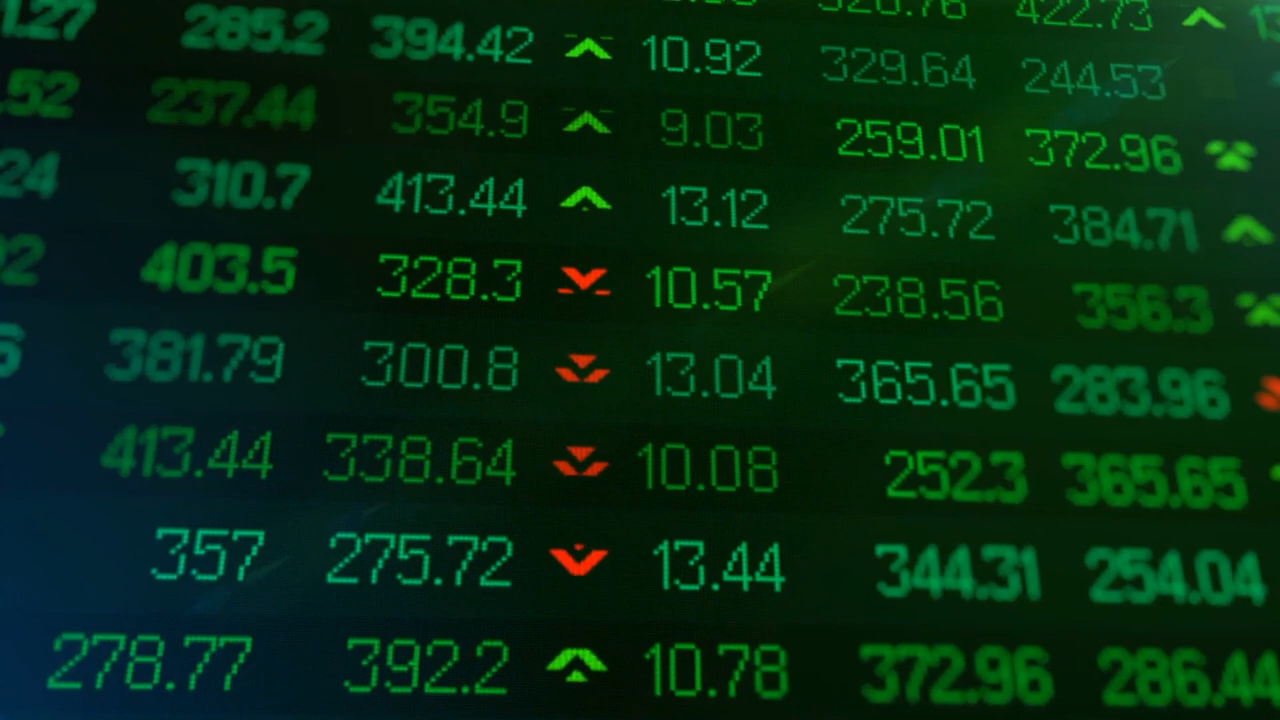 422.73
285.2 394.42 10.92 329.64 244.53
237.44 354.9 9.03 259.01 372.96
310.7 413.44 13.12 275.72 384.71
403.5 328.3 10.57 238.56 356.3
381.79 300.8 13.04 365.65 283.96
413.44 338.64 10.08 252.3 365.65
357 275.72 13.44 344.31 254.04
278.77 392.2 10.78 372.96 286.44